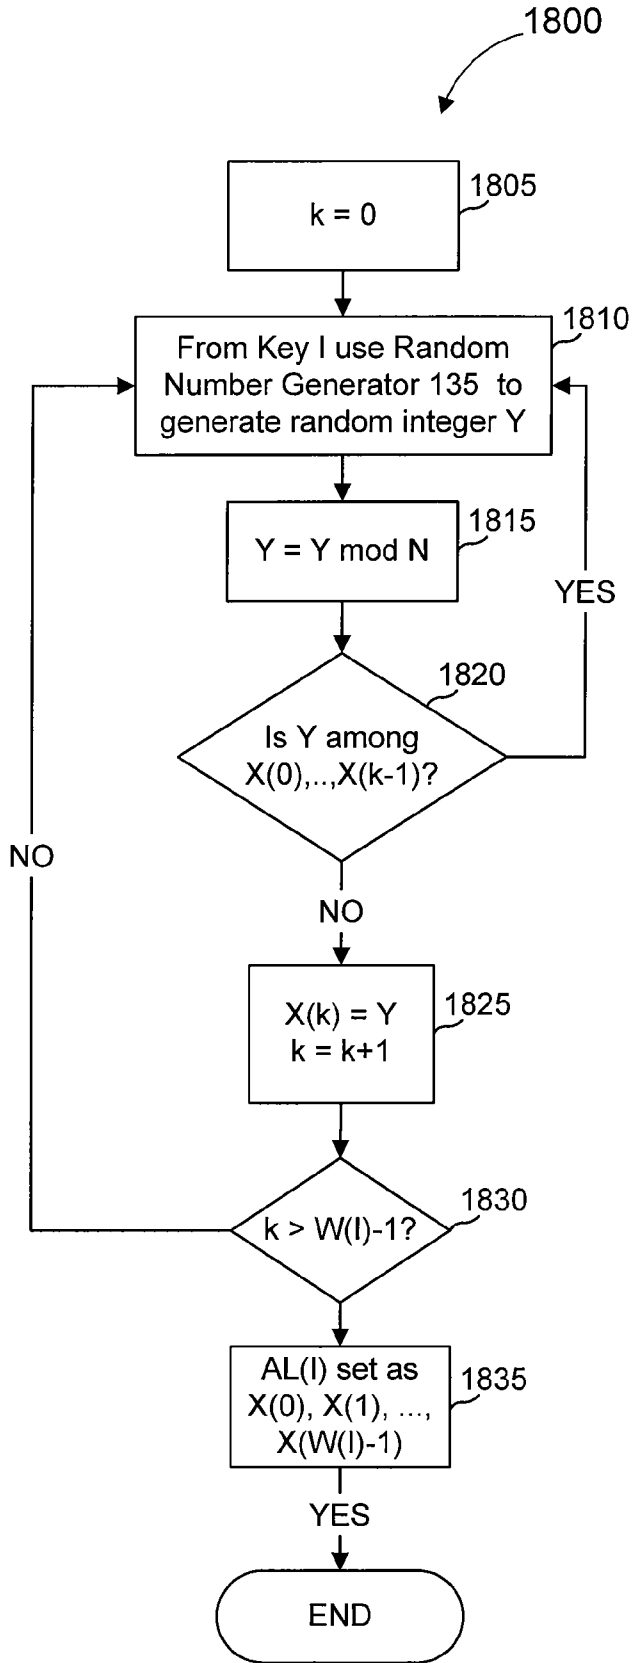 1800
1805
k = 0
1810
From Key I use Random
Number Generator 135 to
generate random integer Y
1815
Y = Y mod N
YES
1820
Is Y among
X(0),..,X(k-1)?
NO
NO
1825
X(k) = Y
k = k+1
1830
k > W(I)-1?
1835
AL(I) set as
X(0), X(1), ...,
X(W(I)-1)
YES
END